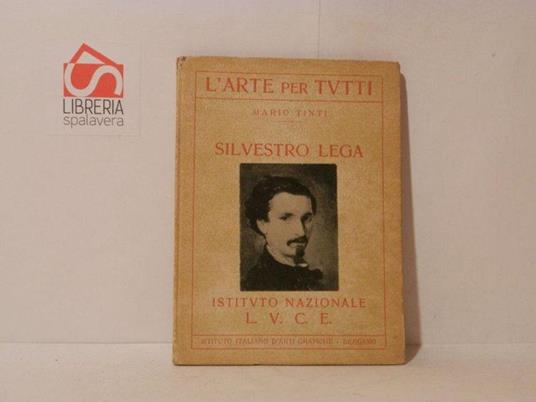 LIBRERIA
spalavera
L'ARTE PER TVTTI
MARIO TINTI
SILVESTRO LEGA
ISTITVTO NAZIONALE
L. V. C. E.
ISTITUTO ITALIANO D'ARTI GRAFICHE - BERGAMO